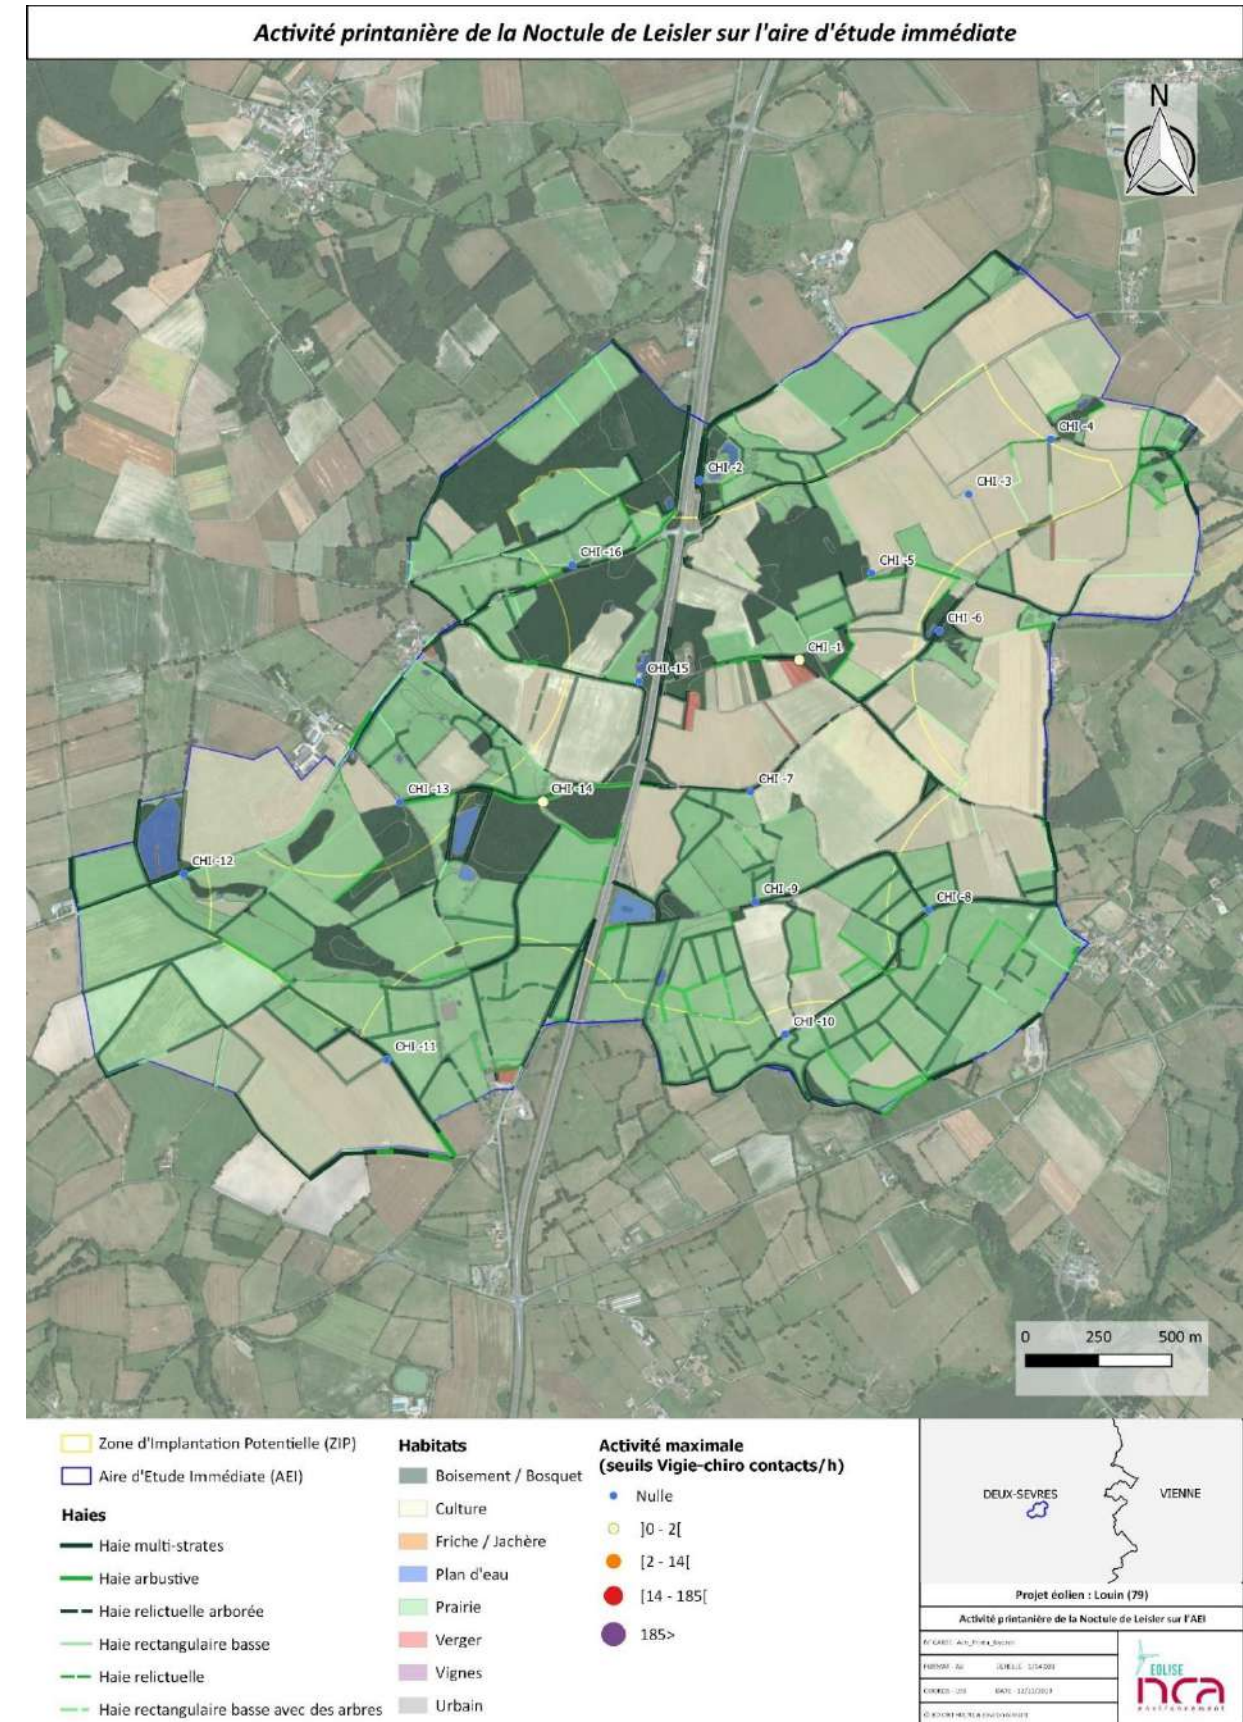 Activité printanière de la Noctule de Leisler sur l'aire d'étude immédiate
N
CHI -4
CHI -2
CHI -3
CHI -16
CHI -5
CHI -6
CHI -1
CHI -15
CHI -7
CHI -13
CHI -14
CHI -12
CHI -9
CHI -8
CHI -10
CHI -11
0 250 500 m
Zone d'Implantation Potentielle (ZIP)
Aire d'Etude Immédiate (AEI)
Haies
Haie multi-strates
Haie arbustive
Haie relictuelle arborée
Haie rectangulaire basse
Haie relictuelle
Haie rectangulaire basse avec des arbres
Habitats
Boisement / Bosquet
Culture
Friche / Jachère
Plan d'eau
Prairie
Verger
Vignes
Urbain
Activité maximale
(seuils Vigie-chiro contacts/h)
Nulle
]0 - 2[
[2 - 14[
[14 - 185[
185>
DEUX-SEVRES
VIENNE
Projet éolien : Louin (79)
Activité printanière de la Noctule de Leisler sur l'AEI
EOLISE
nca
environnement